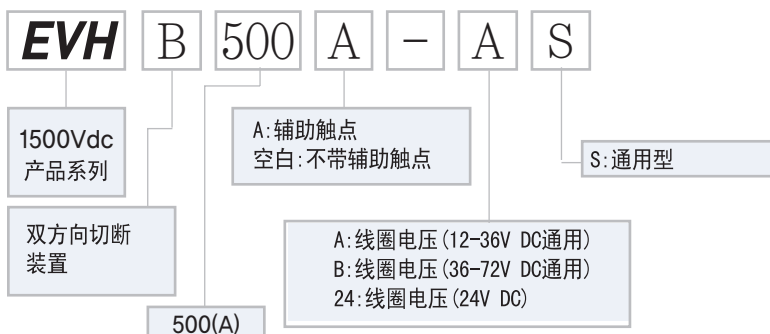 EVH B 500 A - A S
1500Vdc
产品系列
A:辅助触点
空白:不带辅助触点
S:通用型
双方向切断
装置
A:线圈电压(12-36V DC通用)
B:线圈电压(36-72V DC通用)
24:线圈电压(24V DC)
500(A)